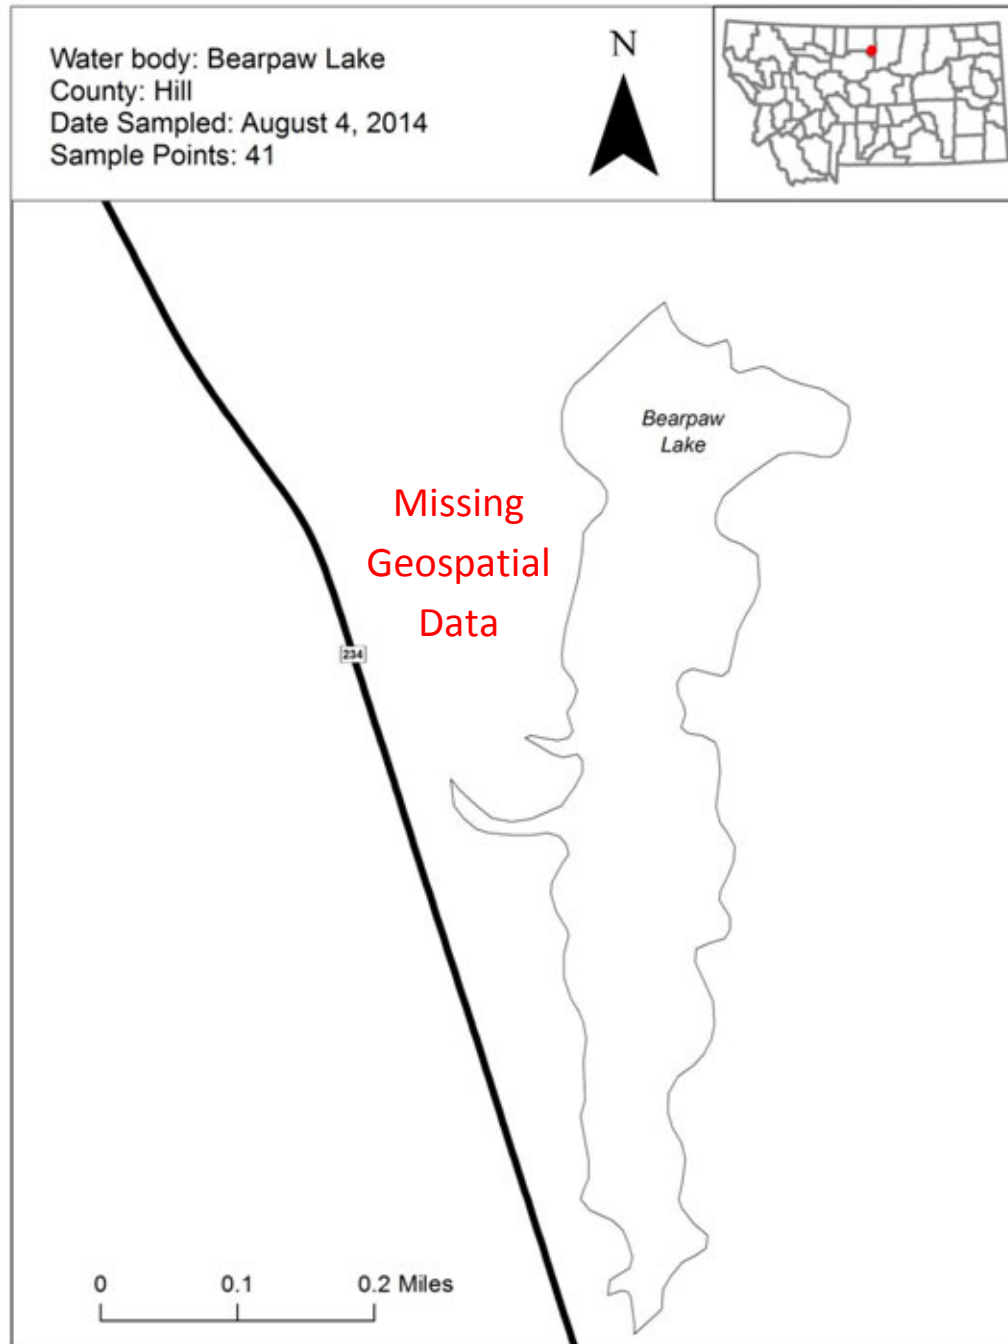 Water body: Bearpaw Lake
County: Hill
Date Sampled: August 4, 2014
Sample Points: 41
N
Bearpaw
Lake
Missing
Geospatial
Data
234
0 0.1 0.2 Miles